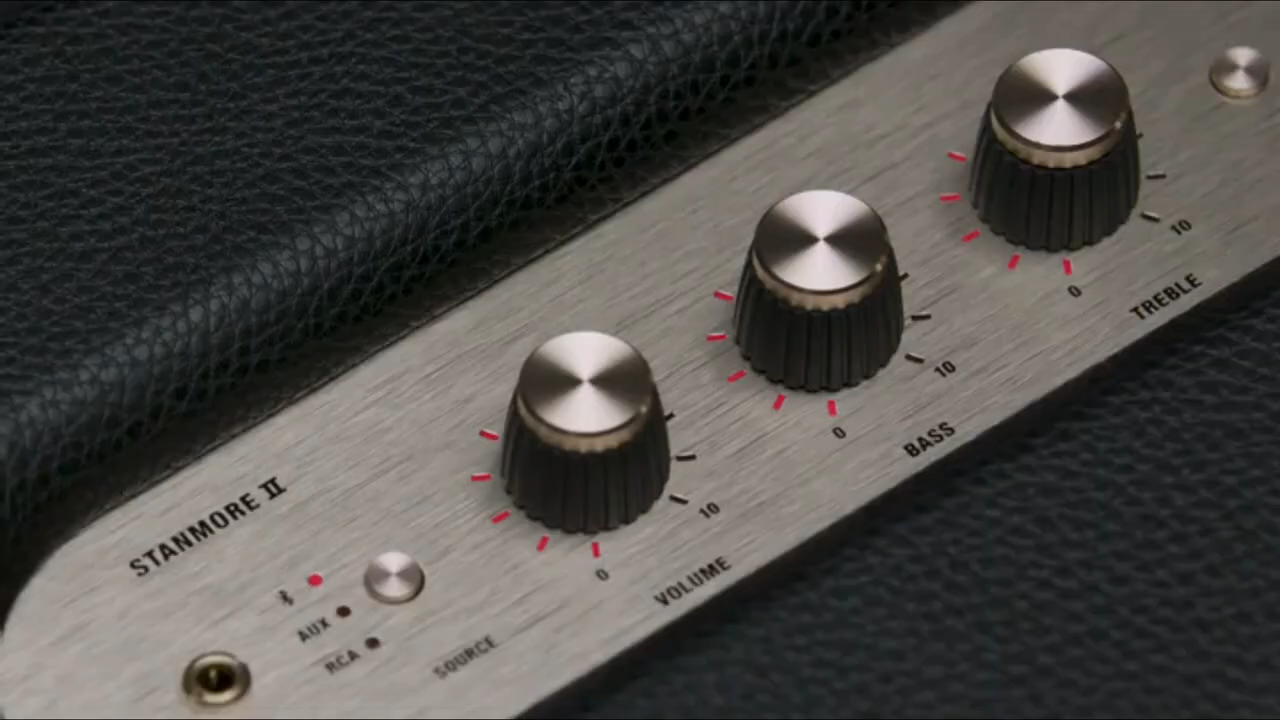 STANMORE II
AUX
RCA
SOURCE
0
10
VOLUME
0
10
BASS
0
10
TREBLE